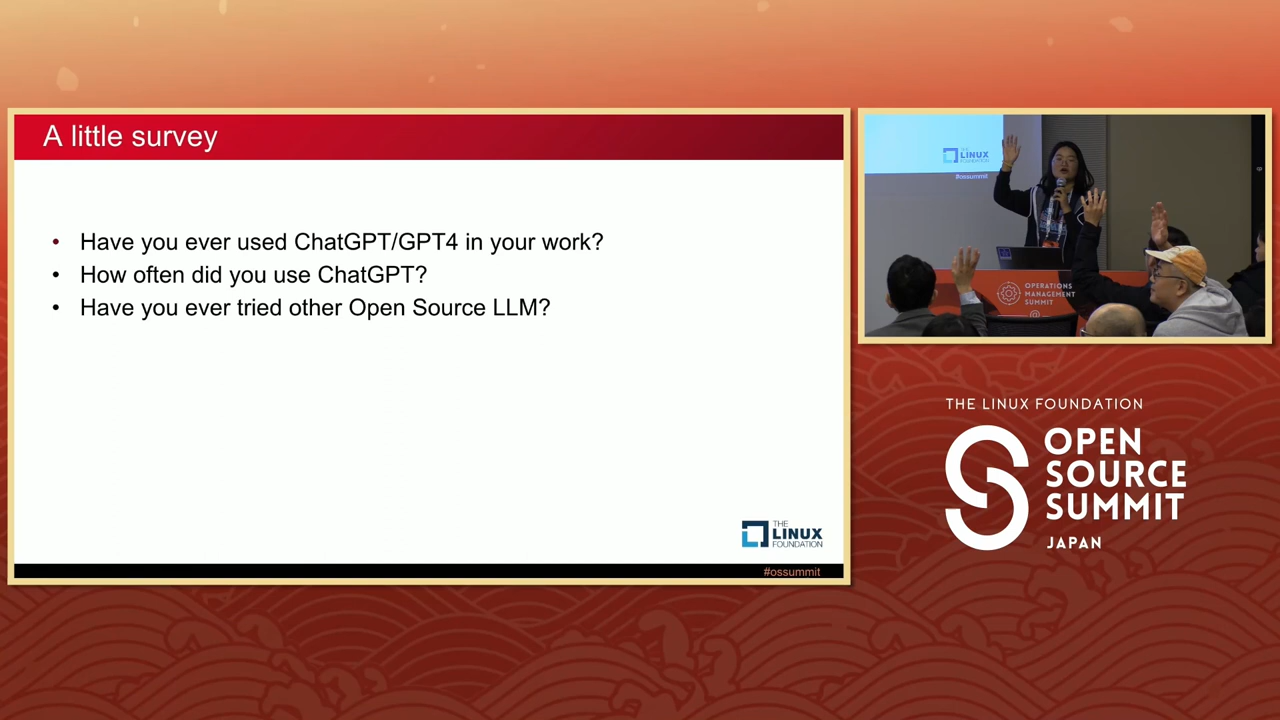 A little survey
• Have you ever used ChatGPT/GPT4 in your work?
• How often did you use ChatGPT?
• Have you ever tried other Open Source LLM?
THE
LINUX
FOUNDATION
#ossummit
THE
LINUX
FOUNDATION
#ossummit
OPERATIONS
MANAGEMENT
SUMMIT
THE LINUX FOUNDATION
OPEN
SOURCE
SUMMIT
JAPAN